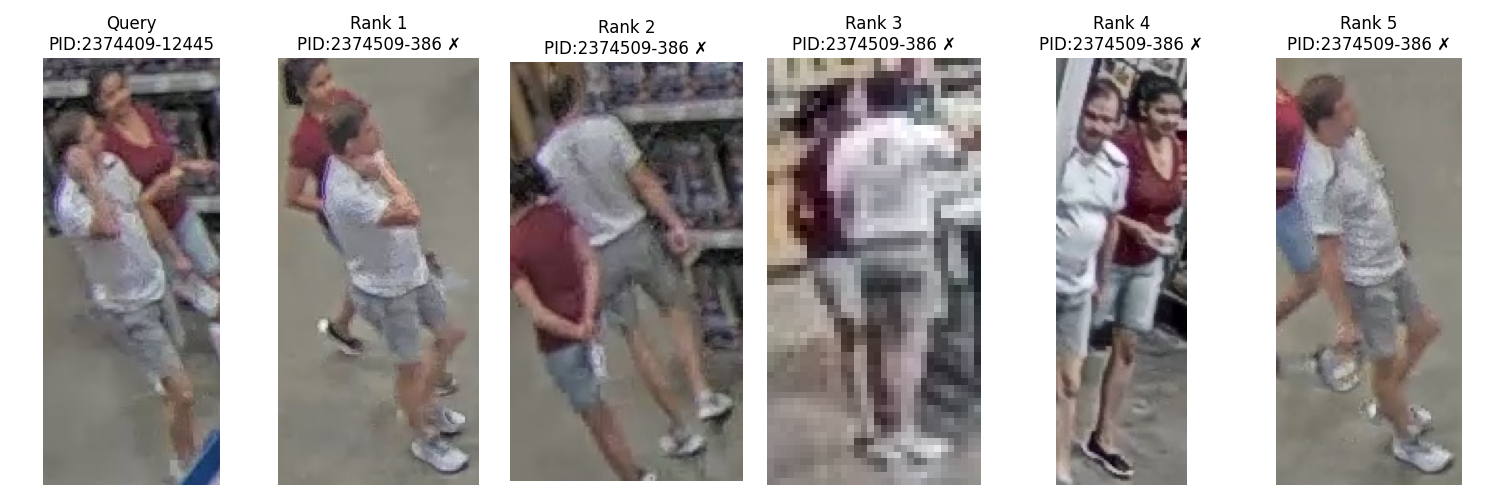 Query
PID:2374409-12445
Rank 1
PID:2374509-386 ✗
Rank 2
PID:2374509-386 ✗
Rank 3
PID:2374509-386 ✗
Rank 4
PID:2374509-386 ✗
Rank 5
PID:2374509-386 ✗